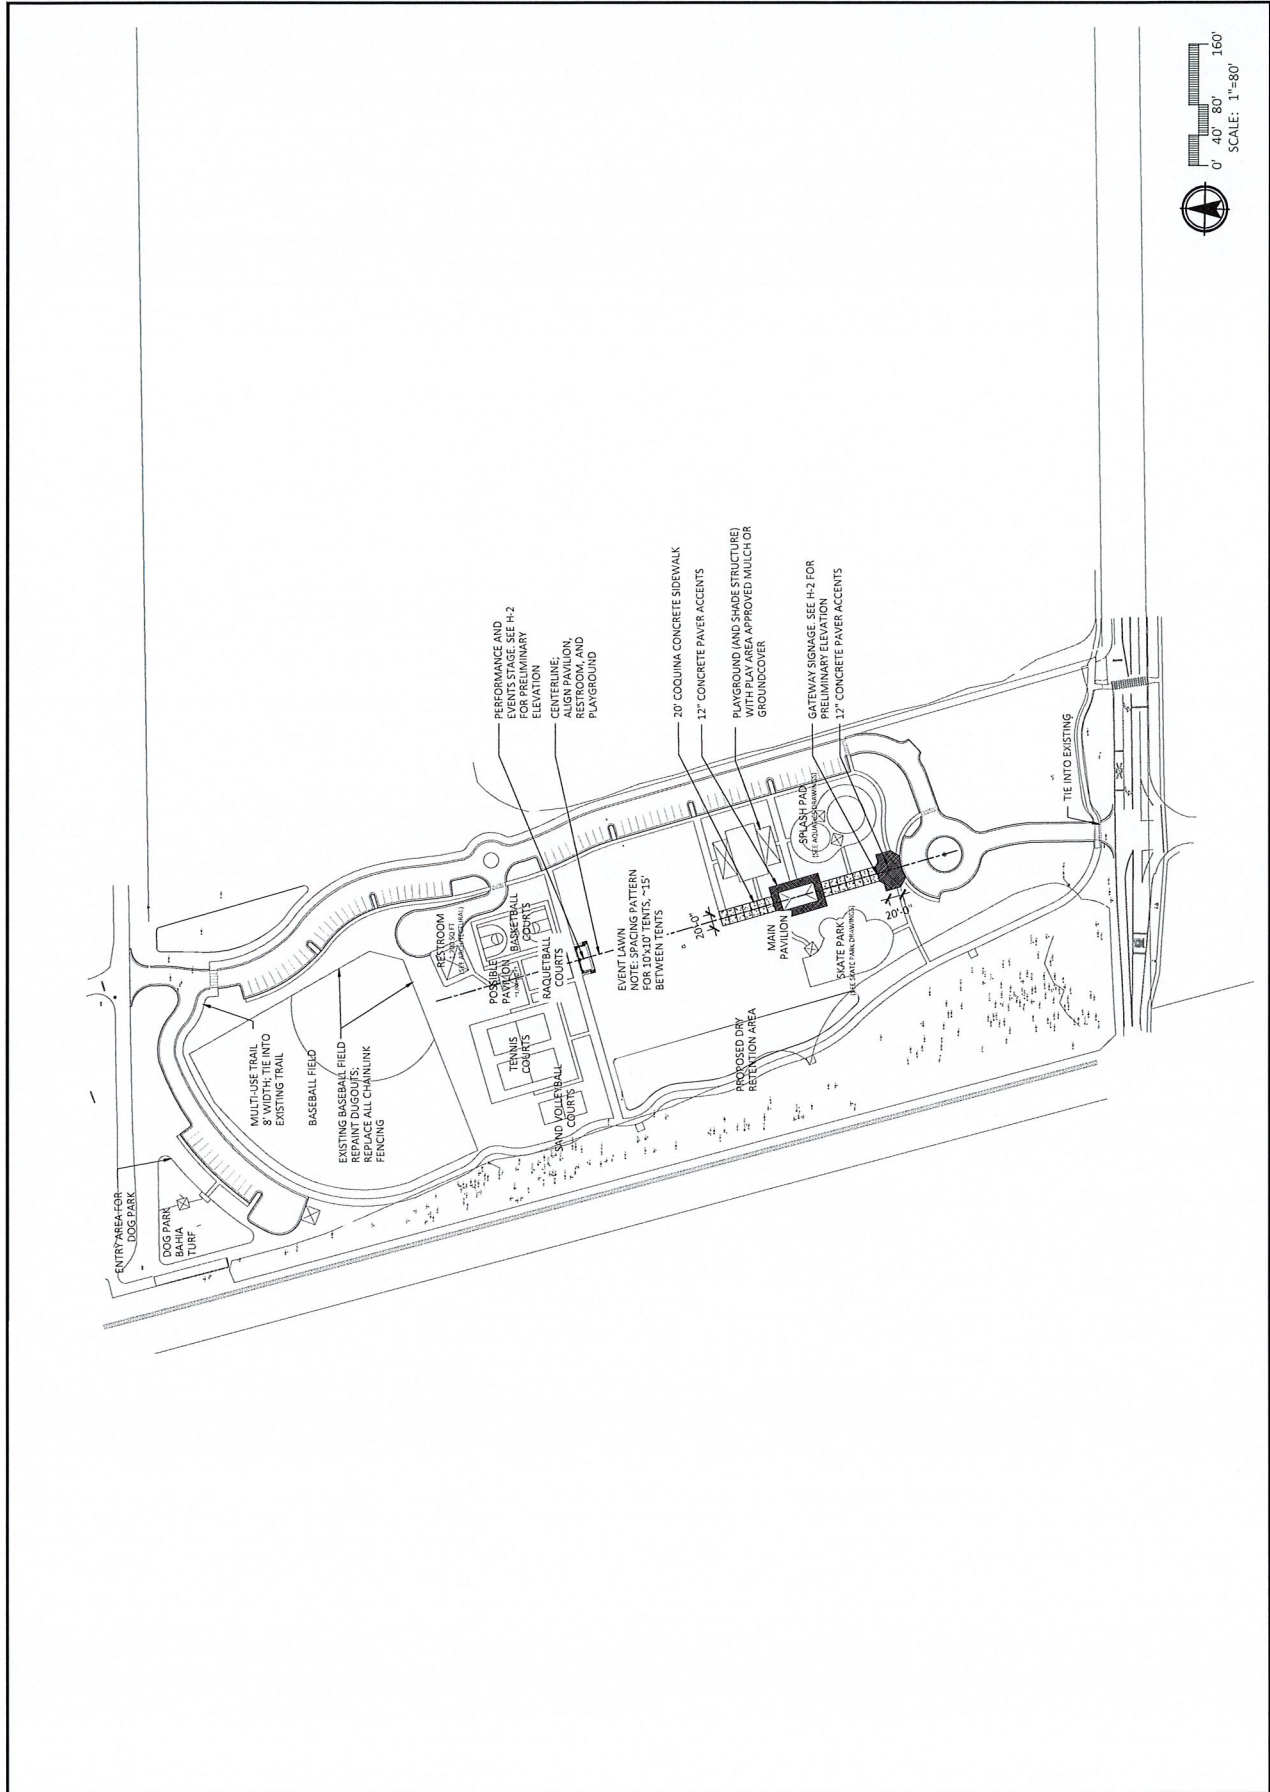 ENTRY AREA FOR
DOG PARK
DOG PARK
BAHIA
TURF
MULTI-USE TRAIL
8' WIDTH; TIE INTO
EXISTING TRAIL
BASEBALL FIELD
EXISTING BASEBALL FIELD
REPAINT DUGOUTS;
REPLACE ALL CHAINLINK
FENCING
RESTROOM
POSSIBLE
PAVILION
BASKETBALL
COURTS
RAQUETBALL
COURTS
TENNIS
COURTS
SAND VOLLEYBALL
COURTS
PERFORMANCE AND
EVENTS STAGE. SEE H-2
FOR PRELIMINARY
ELEVATION
CENTERLINE;
ALIGN PAVILION,
RESTROOM, AND
PLAYGROUND
EVENT LAWN
NOTE: SPACING PATTERN
FOR 10'x10' TENTS, ~15'
BETWEEN TENTS
20' COQUINA CONCRETE SIDEWALK
12" CONCRETE PAVER ACCENTS
20'-0"
PLAYGROUND (AND SHADE STRUCTURE)
WITH PLAY AREA APPROVED MULCH OR
GROUNDCOVER
PROPOSED DRY
RETENTION AREA
MAIN
PAVILION
SPLASH PAD
GATEWAY SIGNAGE. SEE H-2 FOR
PRELIMINARY ELEVATION
12" CONCRETE PAVER ACCENTS
SKATE PARK
(SEE SKATE PARK DRAWINGS)
20'-0"
TIE INTO EXISTING
0' 40' 80' 160'
SCALE: 1"=80'